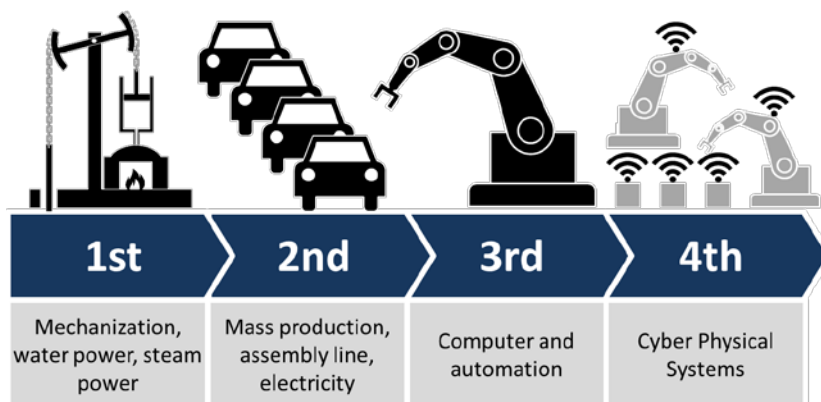 1st
2nd
3rd
4th
Mechanization,
water power, steam
power
Mass production,
assembly line,
electricity
Computer and
automation
Cyber Physical
Systems